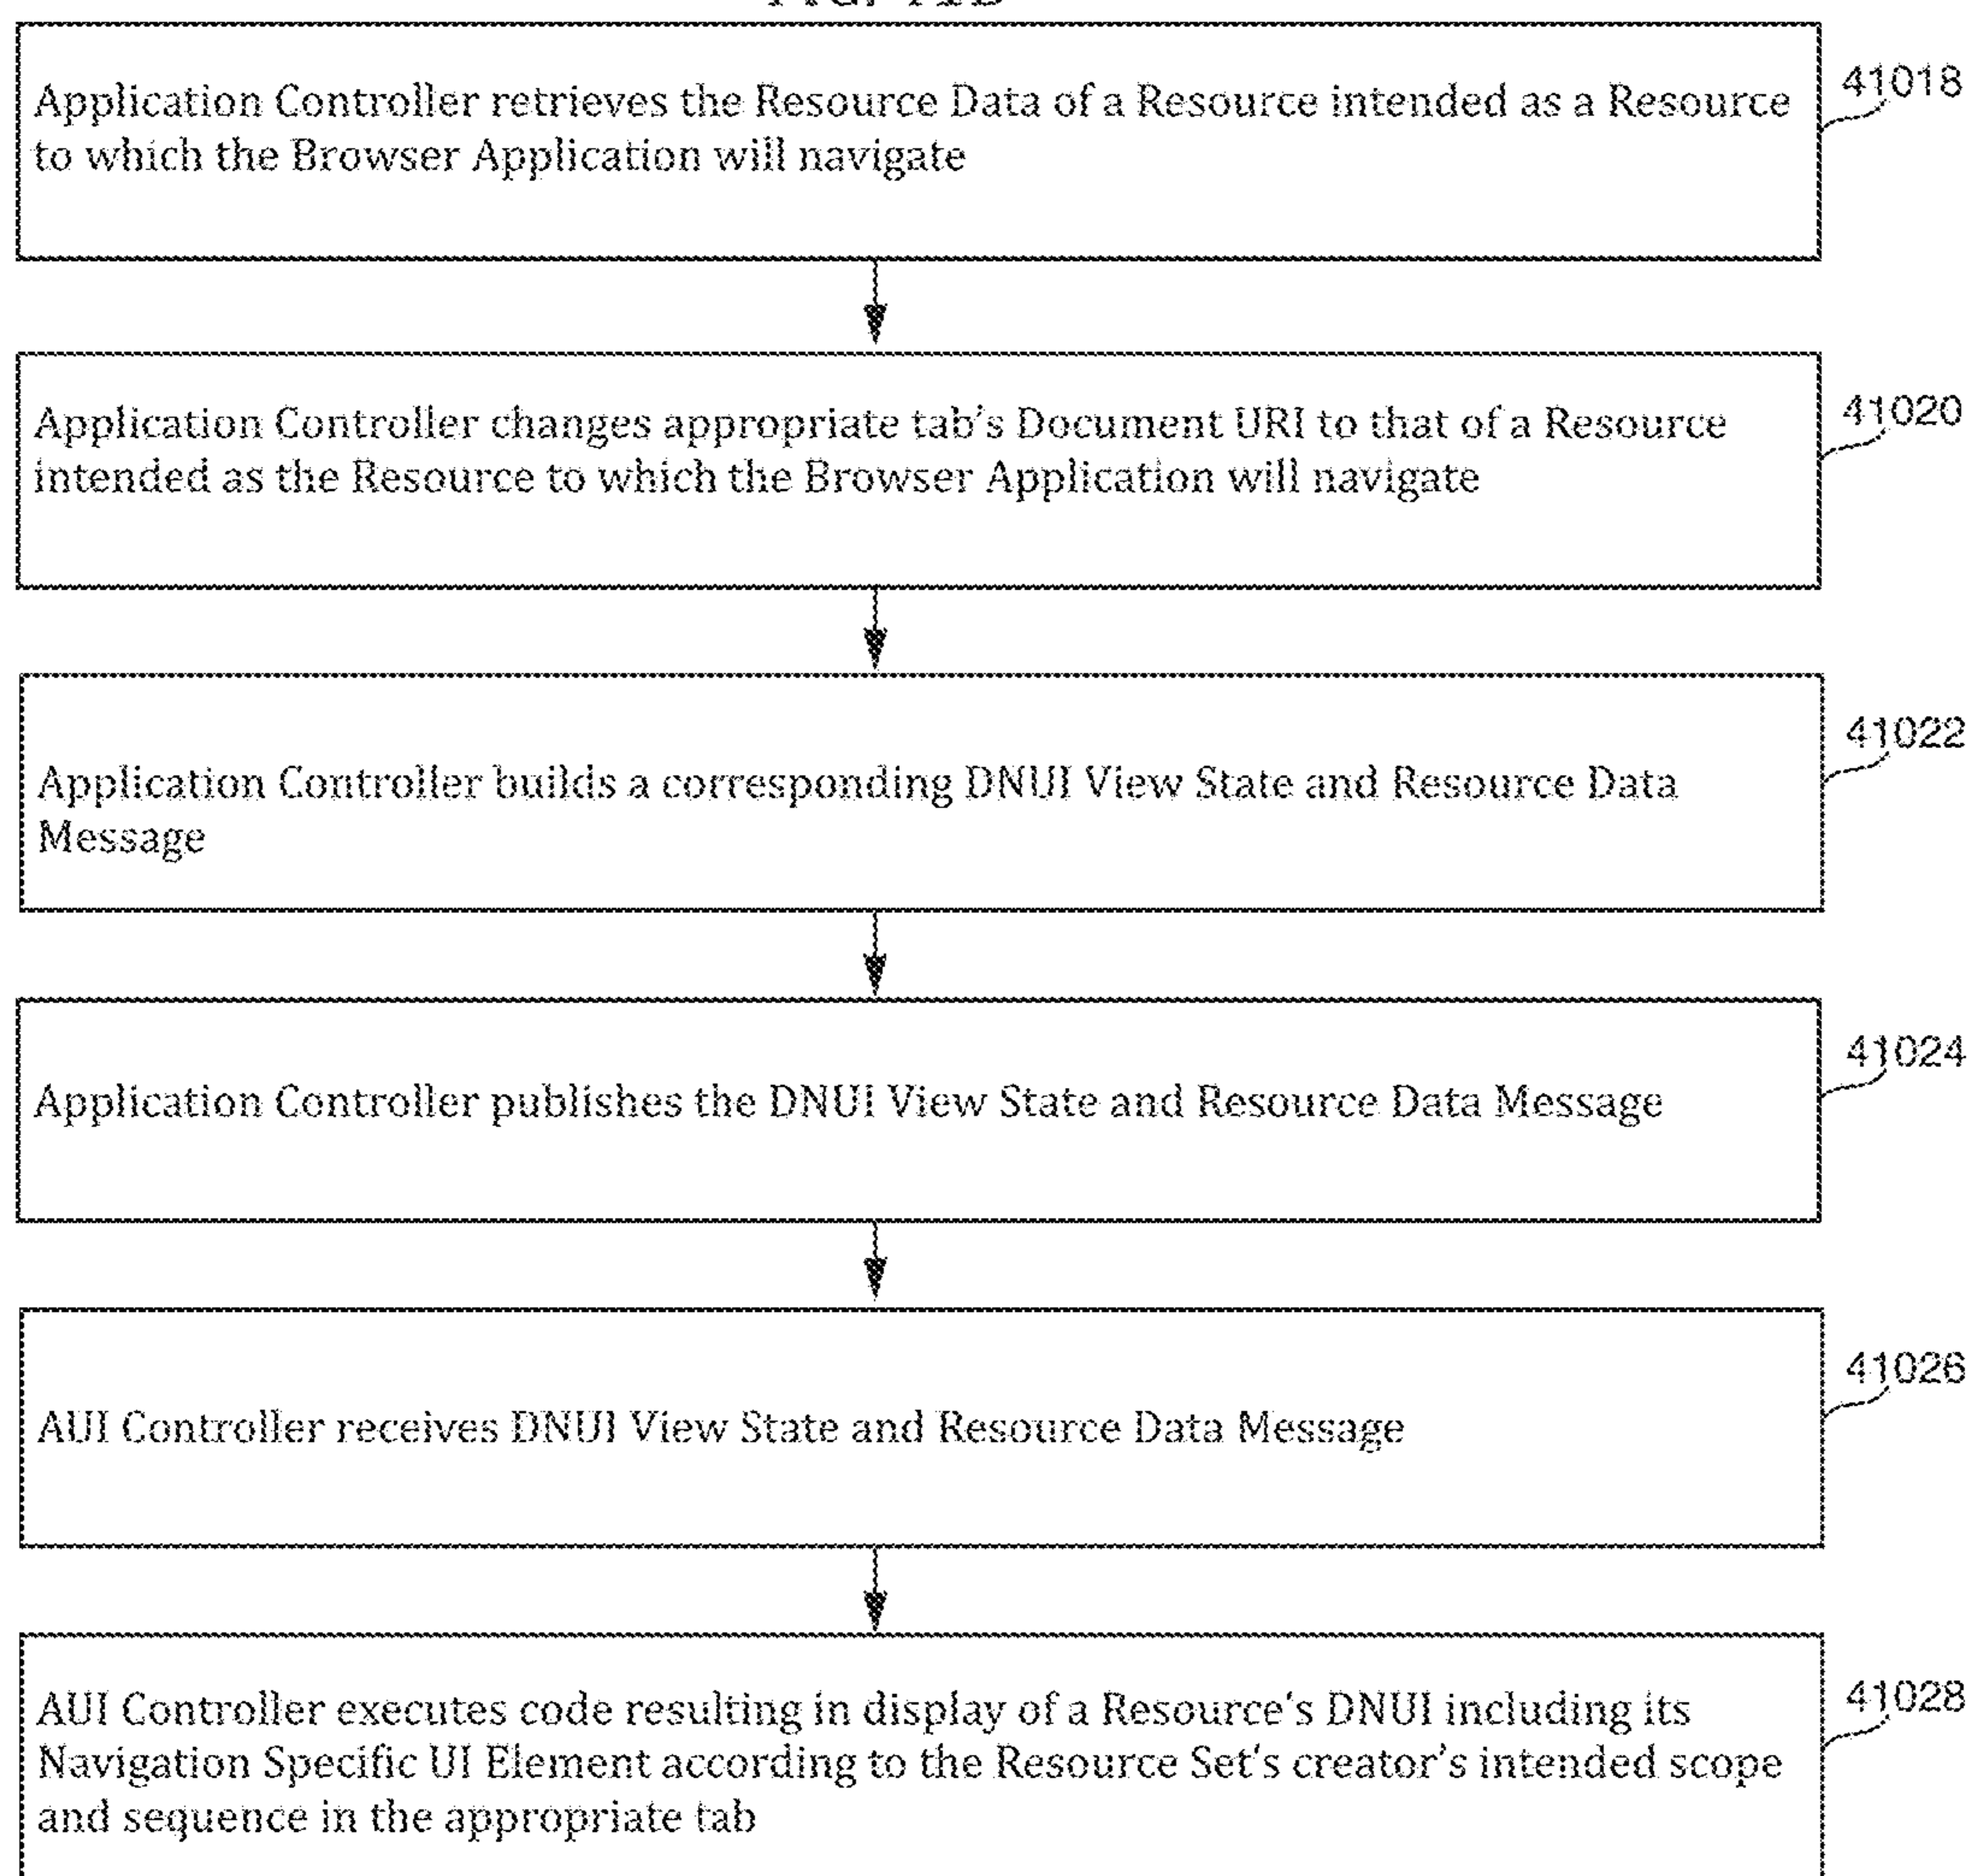 Application Controller retrieves the Resource Data of a Resource intended as a Resource
to which the Browser Application will navigate
41018
Application Controller changes appropriate tab's Document URI to that of a Resource
intended as the Resource to which the Browser Application will navigate
41020
Application Controller builds a corresponding DNUI View State and Resource Data
Message
41022
Application Controller publishes the DNUI View State and Resource Data Message
41024
AUI Controller receives DNUI View State and Resource Data Message
41026
AUI Controller executes code resulting in display of a Resource's DNUI including its
Navigation Specific UI Element according to the Resource Set's creator's intended scope
and sequence in the appropriate tab
41028